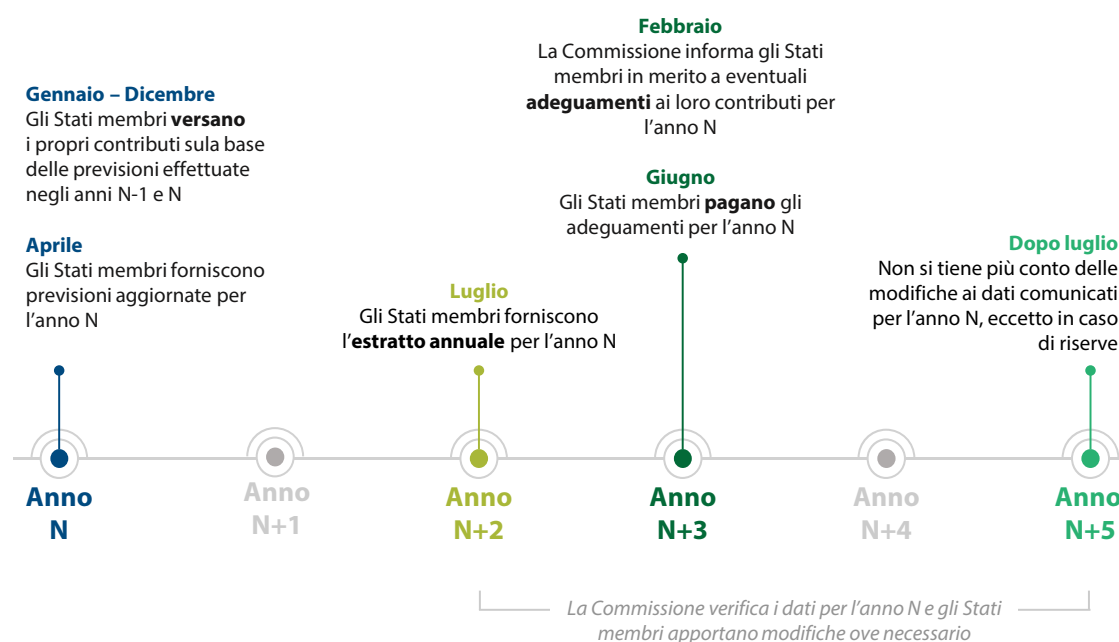 Gennaio – Dicembre
Gli Stati membri versano
i propri contributi sula base
delle previsioni effettuate
negli anni N-1 e N
Aprile
Gli Stati membri forniscono
previsioni aggiornate per
l'anno N
Luglio
Gli Stati membri forniscono
l'estratto annuale per l'anno N
Febbraio
La Commissione informa gli Stati
membri in merito a eventuali
adeguamenti ai loro contributi per
l'anno N
Giugno
Gli Stati membri pagano gli
adeguamenti per l'anno N
Dopo luglio
Non si tiene più conto delle
modifiche ai dati comunicati
per l'anno N, eccetto in caso
di riserve
Anno
N
Anno
N+1
Anno
N+2
Anno
N+3
Anno
N+4
Anno
N+5
La Commissione verifica i dati per l'anno N e gli Stati
membri apportano modifiche ove necessario